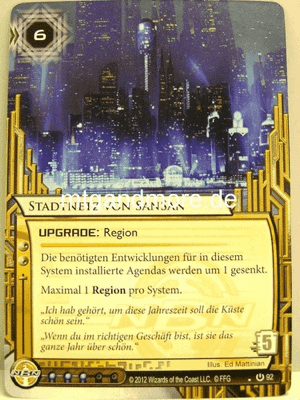 6
STADTNETZ VON SANSAN
UPGRADE: Region
Die benötigten Entwicklungen für in diesem
System installierte Agendas werden um 1 gesenkt.
Maximal 1 Region pro System.
„Ich hab gehört, um diese Jahreszeit soll die Küste
schön sein.“
„Wenn du im richtigen Geschäft bist, ist sie das
ganze Jahr über schön.“
5
Illus. Ed Mattinian
© 2012 Wizards of the Coast LLC. © FFG
92